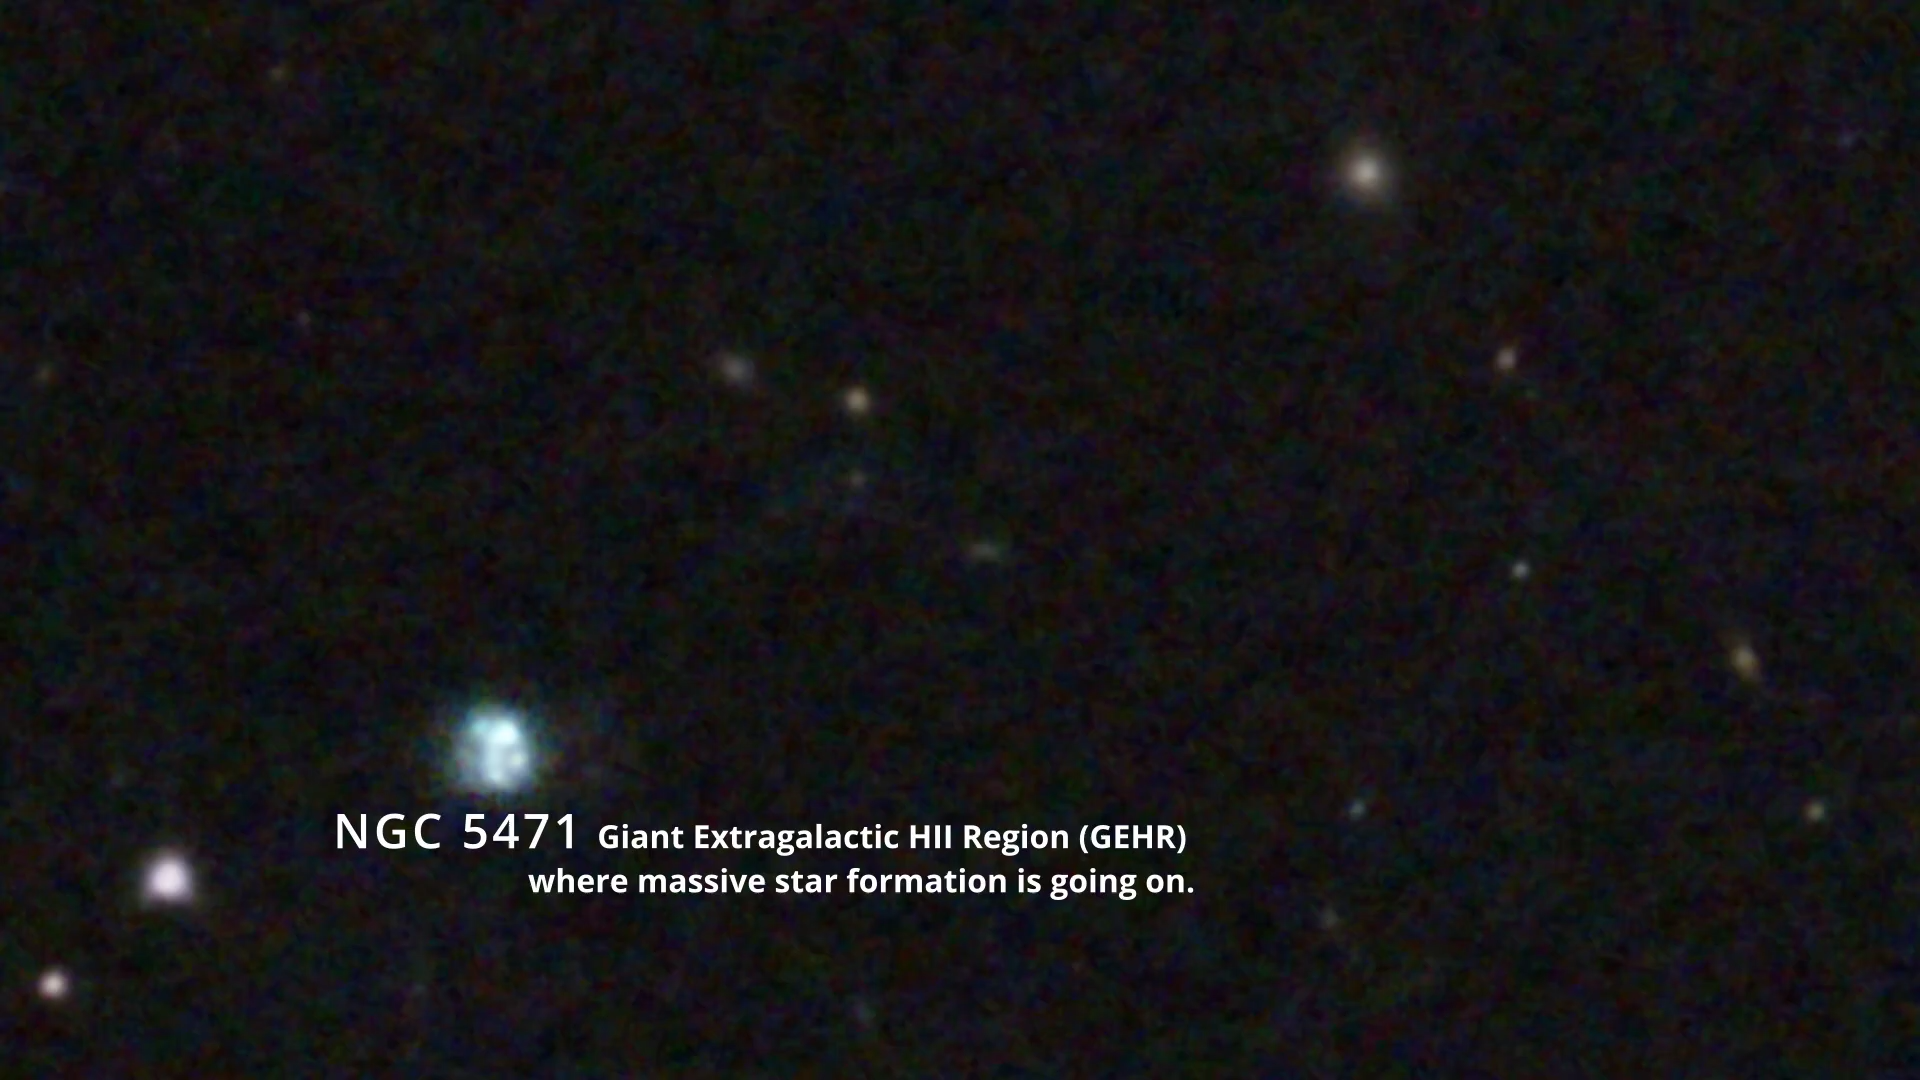 NGC 5471 Giant Extragalactic HII Region (GEHR)
where massive star formation is going on.